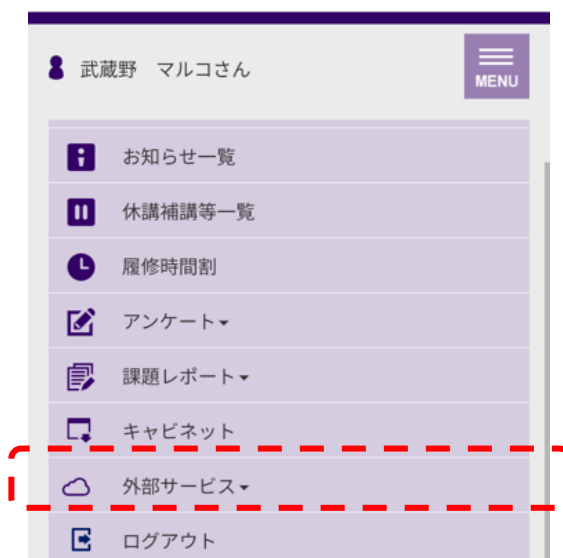 武蔵野　マルコさん
MENU
お知らせ一覧
休講補講等一覧
履修時間割
アンケート
課題レポート
キャビネット
外部サービス
ログアウト